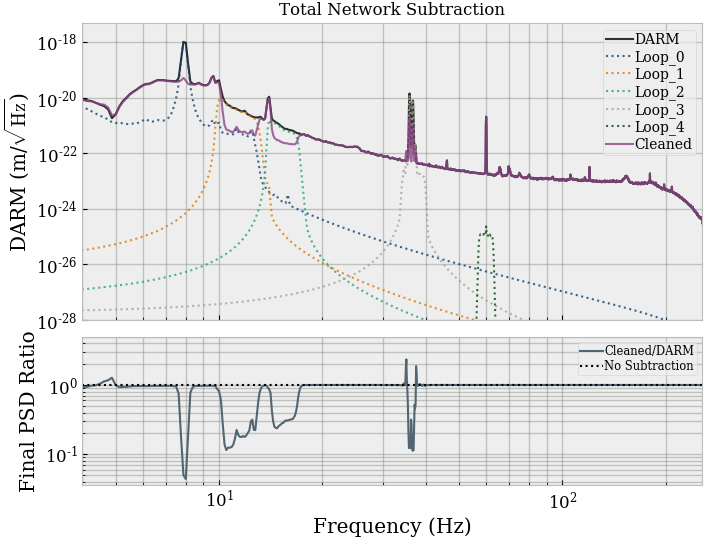 Total Network Subtraction
DARM (m/√Hz)
10^-18
10^-20
10^-22
10^-24
10^-26
10^-28
DARM
Loop_0
Loop_1
Loop_2
Loop_3
Loop_4
Cleaned
Final PSD Ratio
10^0
10^-1
Cleaned/DARM
No Subtraction
10^1
10^2
Frequency (Hz)